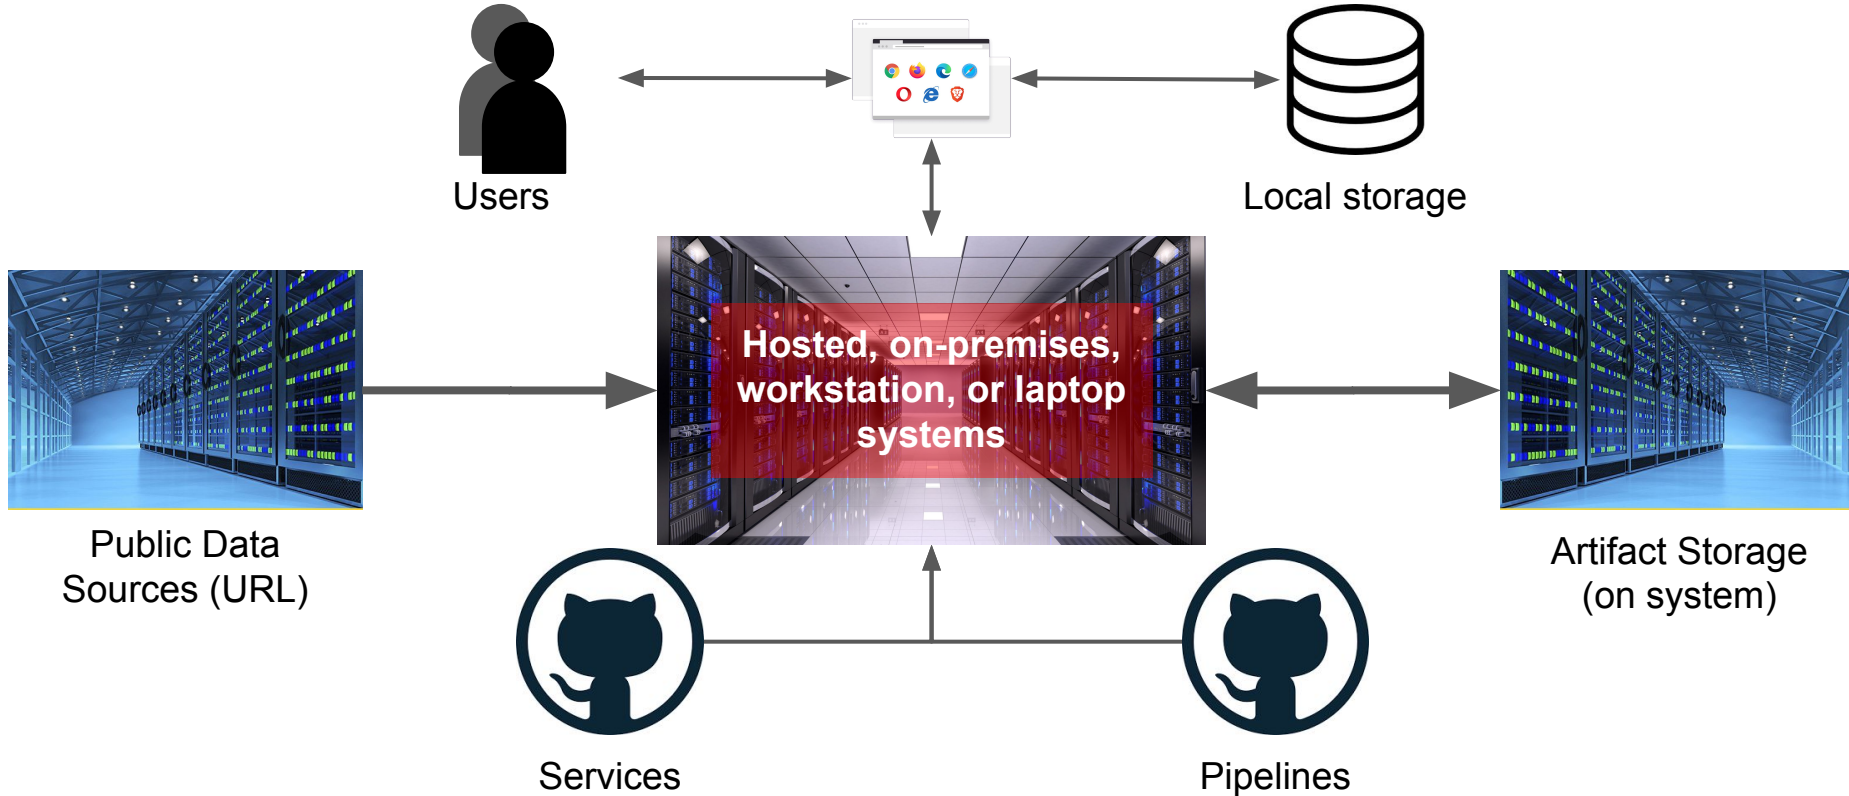 Users
Local storage
Hosted, on-premises,
workstation, or laptop
systems
Public Data
Sources (URL)
Artifact Storage
(on system)
Services
Pipelines